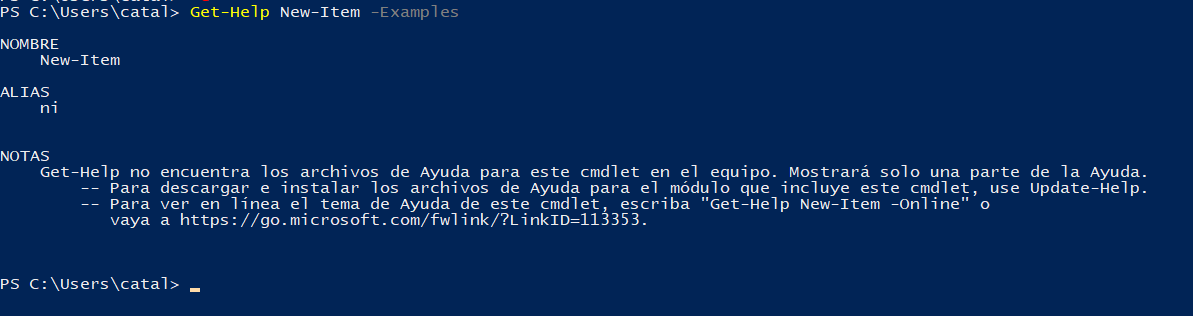 PS C:\Users\catal> Get-Help New-Item -Examples
NOMBRE
New-Item
ALIAS
ni
NOTAS
Get-Help no encuentra los archivos de Ayuda para este cmdlet en el equipo. Mostrará solo una parte de la Ayuda.
-- Para descargar e instalar los archivos de Ayuda para el módulo que incluye este cmdlet, use Update-Help.
-- Para ver en línea el tema de Ayuda de este cmdlet, escriba "Get-Help New-Item -Online" o
vaya a https://go.microsoft.com/fwlink/?LinkID=113353.
PS C:\Users\catal>